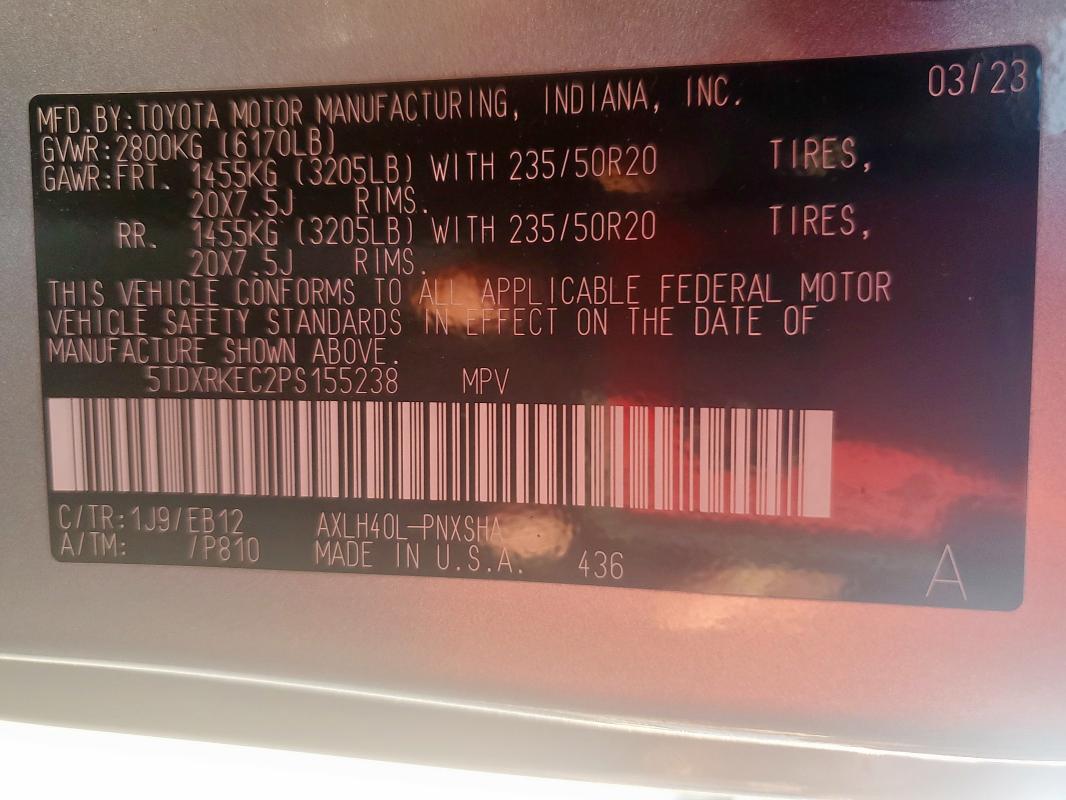 03/23
MFD.BY:TOYOTA MOTOR MANUFACTURING, INDIANA, INC.
GVWR:2800KG (6170LB)
GAWR:FRT. 1455KG (3205LB) WITH 235/50R20 TIRES,
20X7.5J RIMS.
RR. 1455KG (3205LB) WITH 235/50R20 TIRES,
20X7.5J RIMS.
THIS VEHICLE CONFORMS TO ALL APPLICABLE FEDERAL MOTOR
VEHICLE SAFETY STANDARDS IN EFFECT ON THE DATE OF
MANUFACTURE SHOWN ABOVE.
5TDXRKEC2PS155238 MPV
C/TR:1J9/EB12 AXLH40L-PNXSHA
A/TM: /P810 MADE IN U.S.A. 436
A